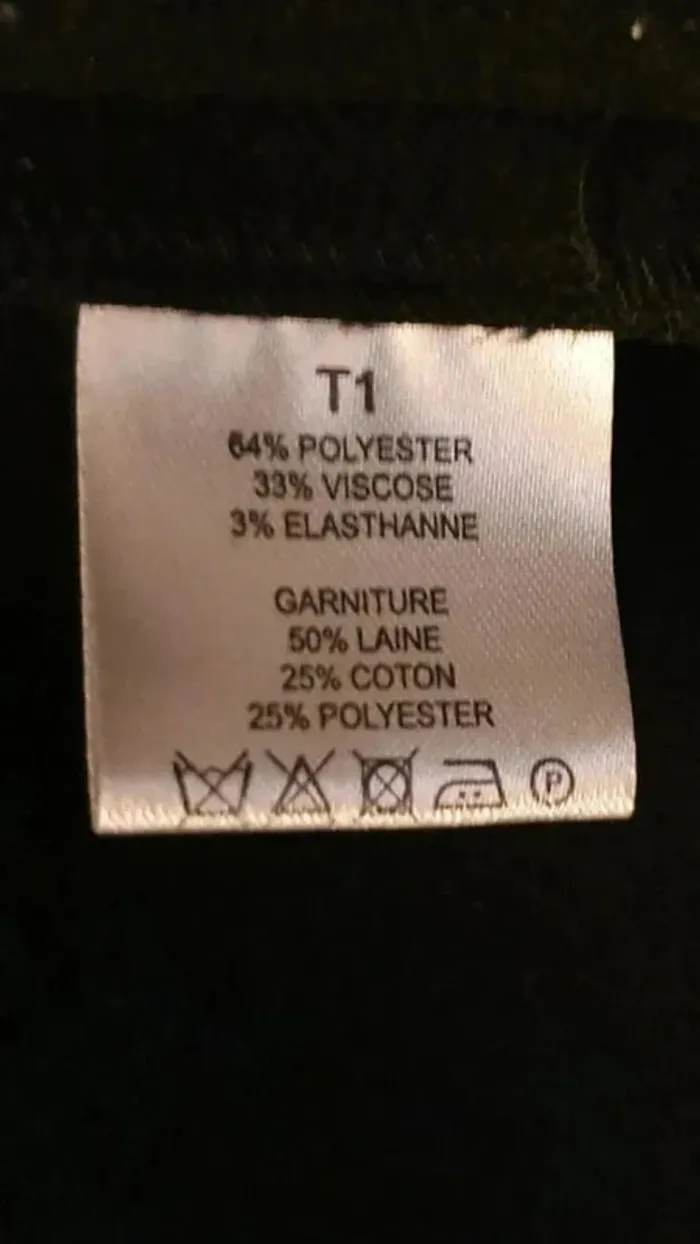 T1
64% POLYESTER
33% VISCOSE
3% ELASTHANNE
GARNITURE
50% LAINE
25% COTON
25% POLYESTER
P